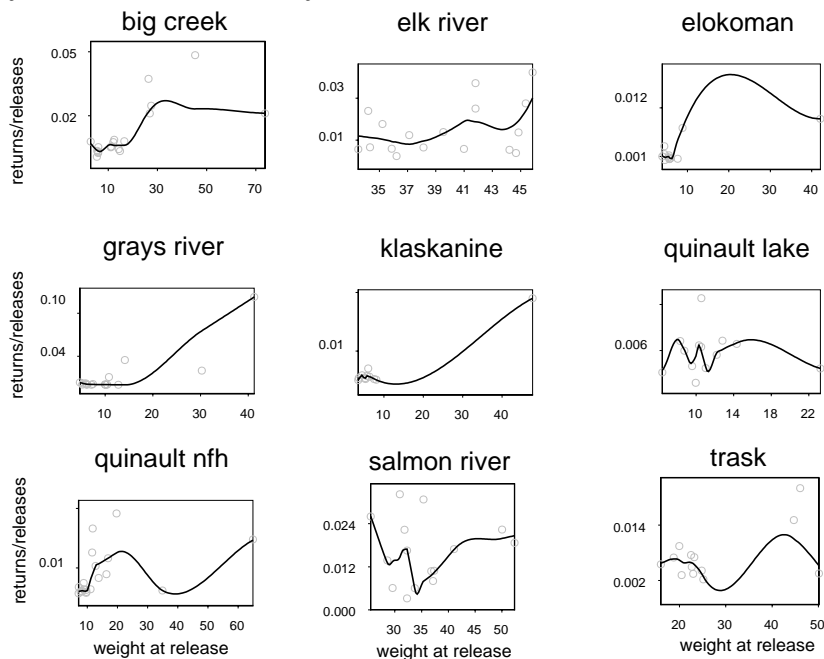 big creek elk river elokoman
returns/releases
0.05
0.02
10 30 50 70
0.03
0.01
35 37 39 41 43 45
0.012
0.001
10 20 30 40
grays river klaskanine quinault lake
returns/releases
0.10
0.04
10 20 30 40
0.01
10 20 30 40
0.006
10 14 18 22
quinault nfh salmon river trask
returns/releases
0.01
10 20 30 40 50 60
0.024
0.012
0.000
30 35 40 45 50
0.014
0.002
20 30 40 50
weight at release weight at release weight at release